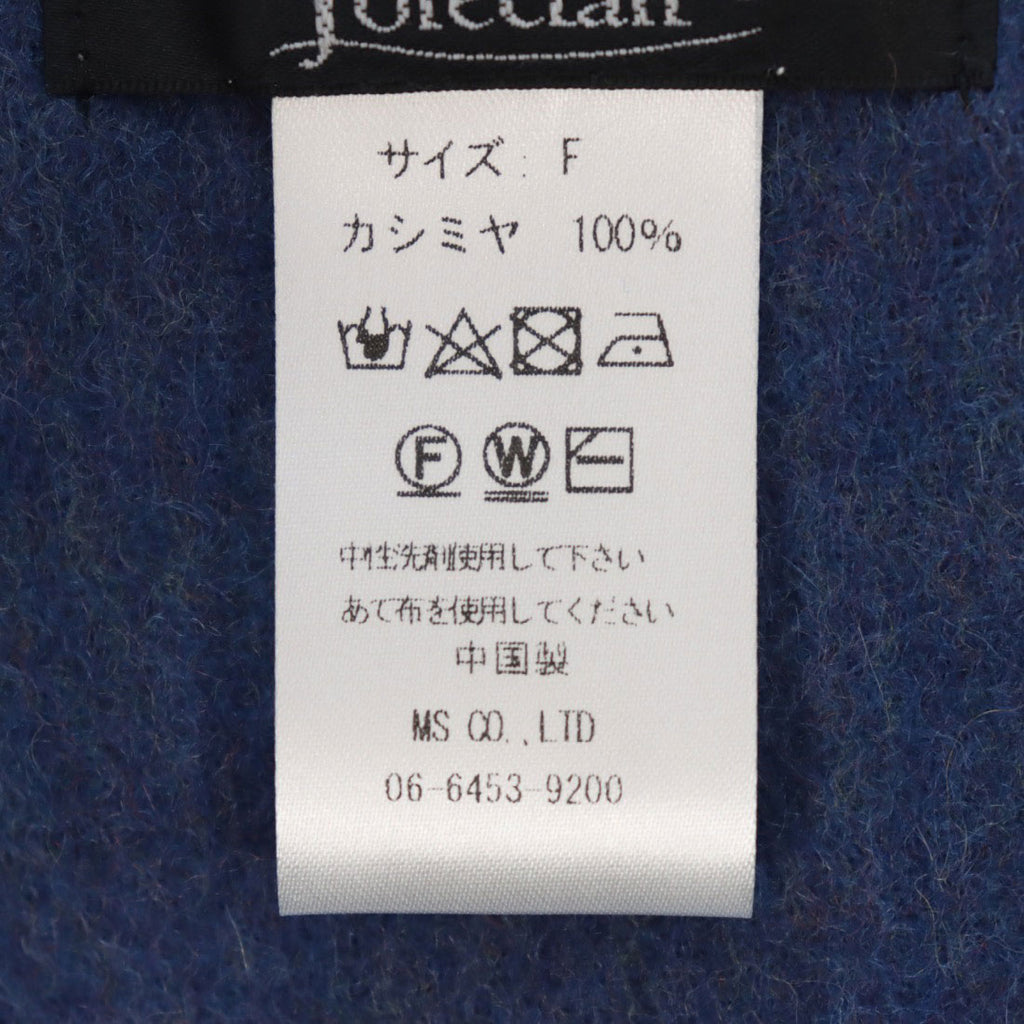 サイズ: F
カシミヤ 100%
F W
中性洗剤使用して下さい
あて布を使用してください
中国製
MS CO.,LTD
06-6453-9200